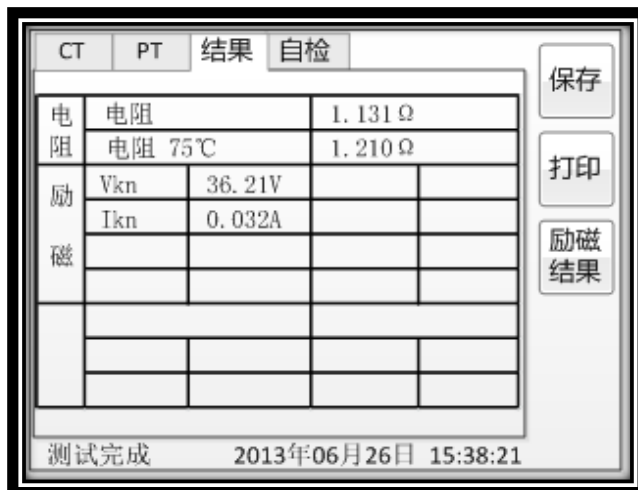 CT PT 结果 自检
保存
电阻 电阻 1.131Ω
电阻 75℃ 1.210Ω
打印
励磁 Vkn 36.21V
Ikn 0.032A
励磁
结果
测试完成 2013年06月26日 15:38:21